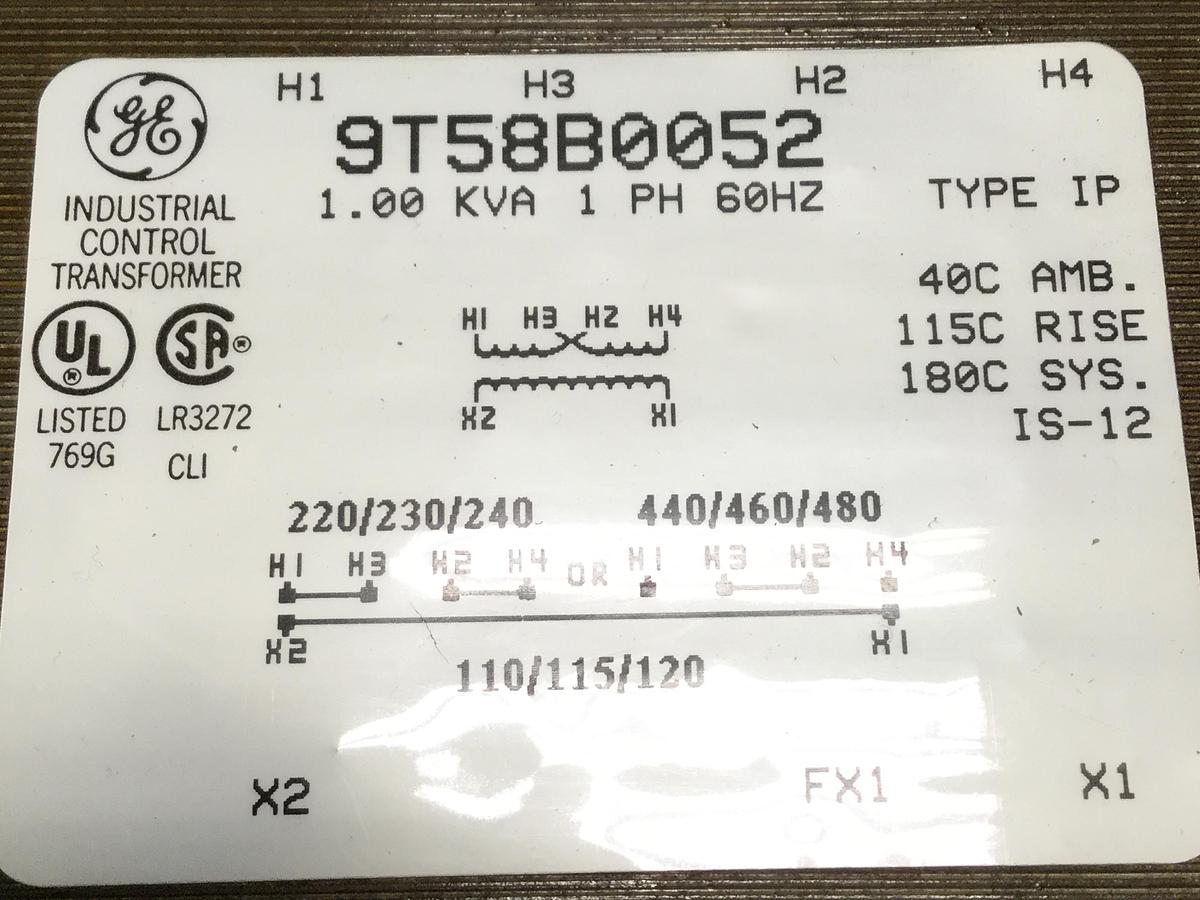 H1 H3 H2 H4
GE
9T58B0052
1.00 KVA 1 PH 60HZ
TYPE IP
INDUSTRIAL
CONTROL
TRANSFORMER
40C AMB.
115C RISE
180C SYS.
IS-12
UL ®
SA ®
LISTED
769G
LR3272
CLI
H1 H3 H2 H4
X2 X1
220/230/240 440/460/480
H1 H3 H2 H4 OR H1 H3 H2 H4
X2 X1
110/115/120
X2 FX1 X1